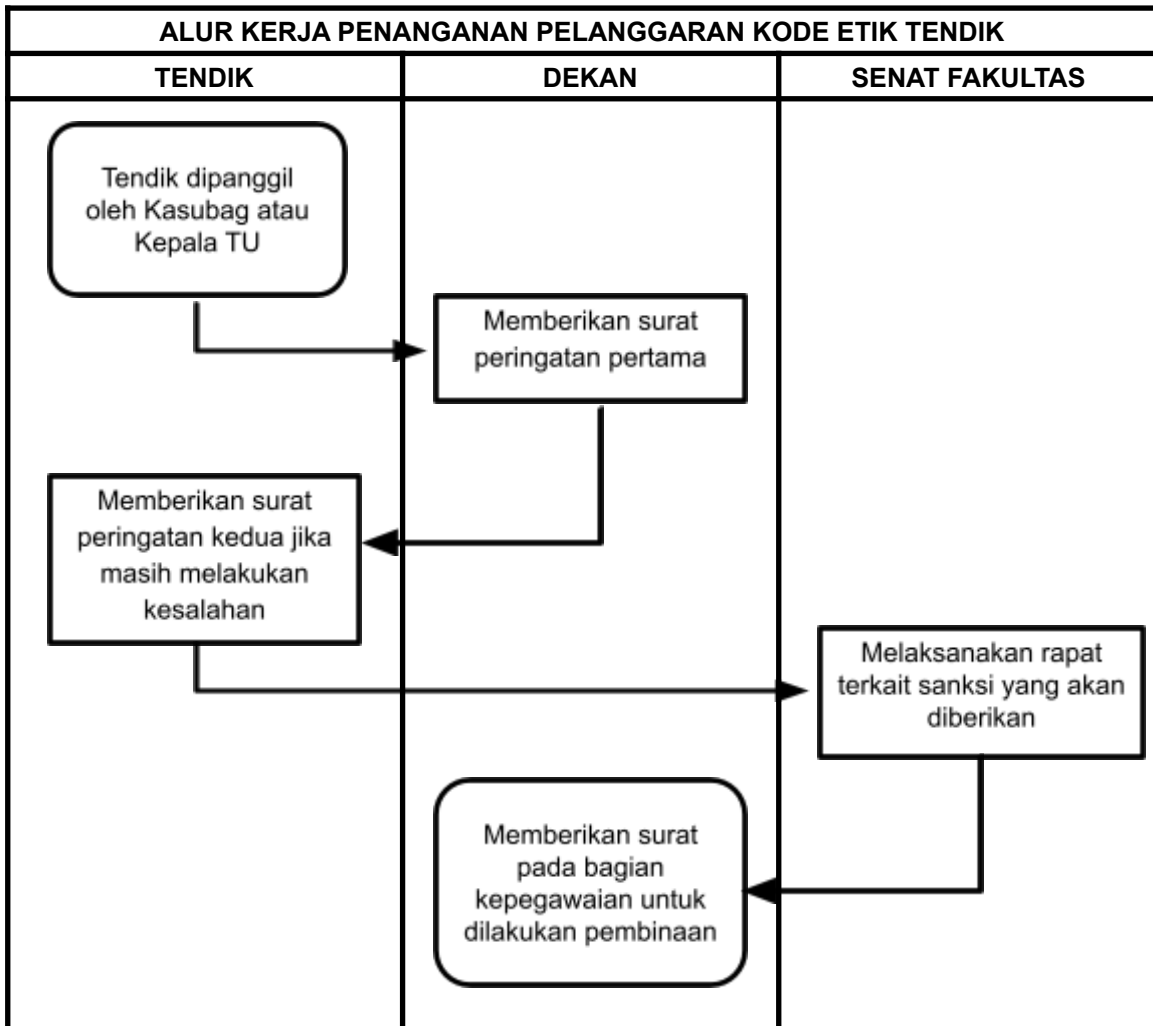 ALUR KERJA PENANGANAN PELANGGARAN KODE ETIK TENDIK
TENDIK
DEKAN
SENAT FAKULTAS
Tendik dipanggil
oleh Kasubag atau
Kepala TU
Memberikan surat
peringatan pertama
Memberikan surat
peringatan kedua jika
masih melakukan
kesalahan
Melaksanakan rapat
terkait sanksi yang akan
diberikan
Memberikan surat
pada bagian
kepegawaian untuk
dilakukan pembinaan